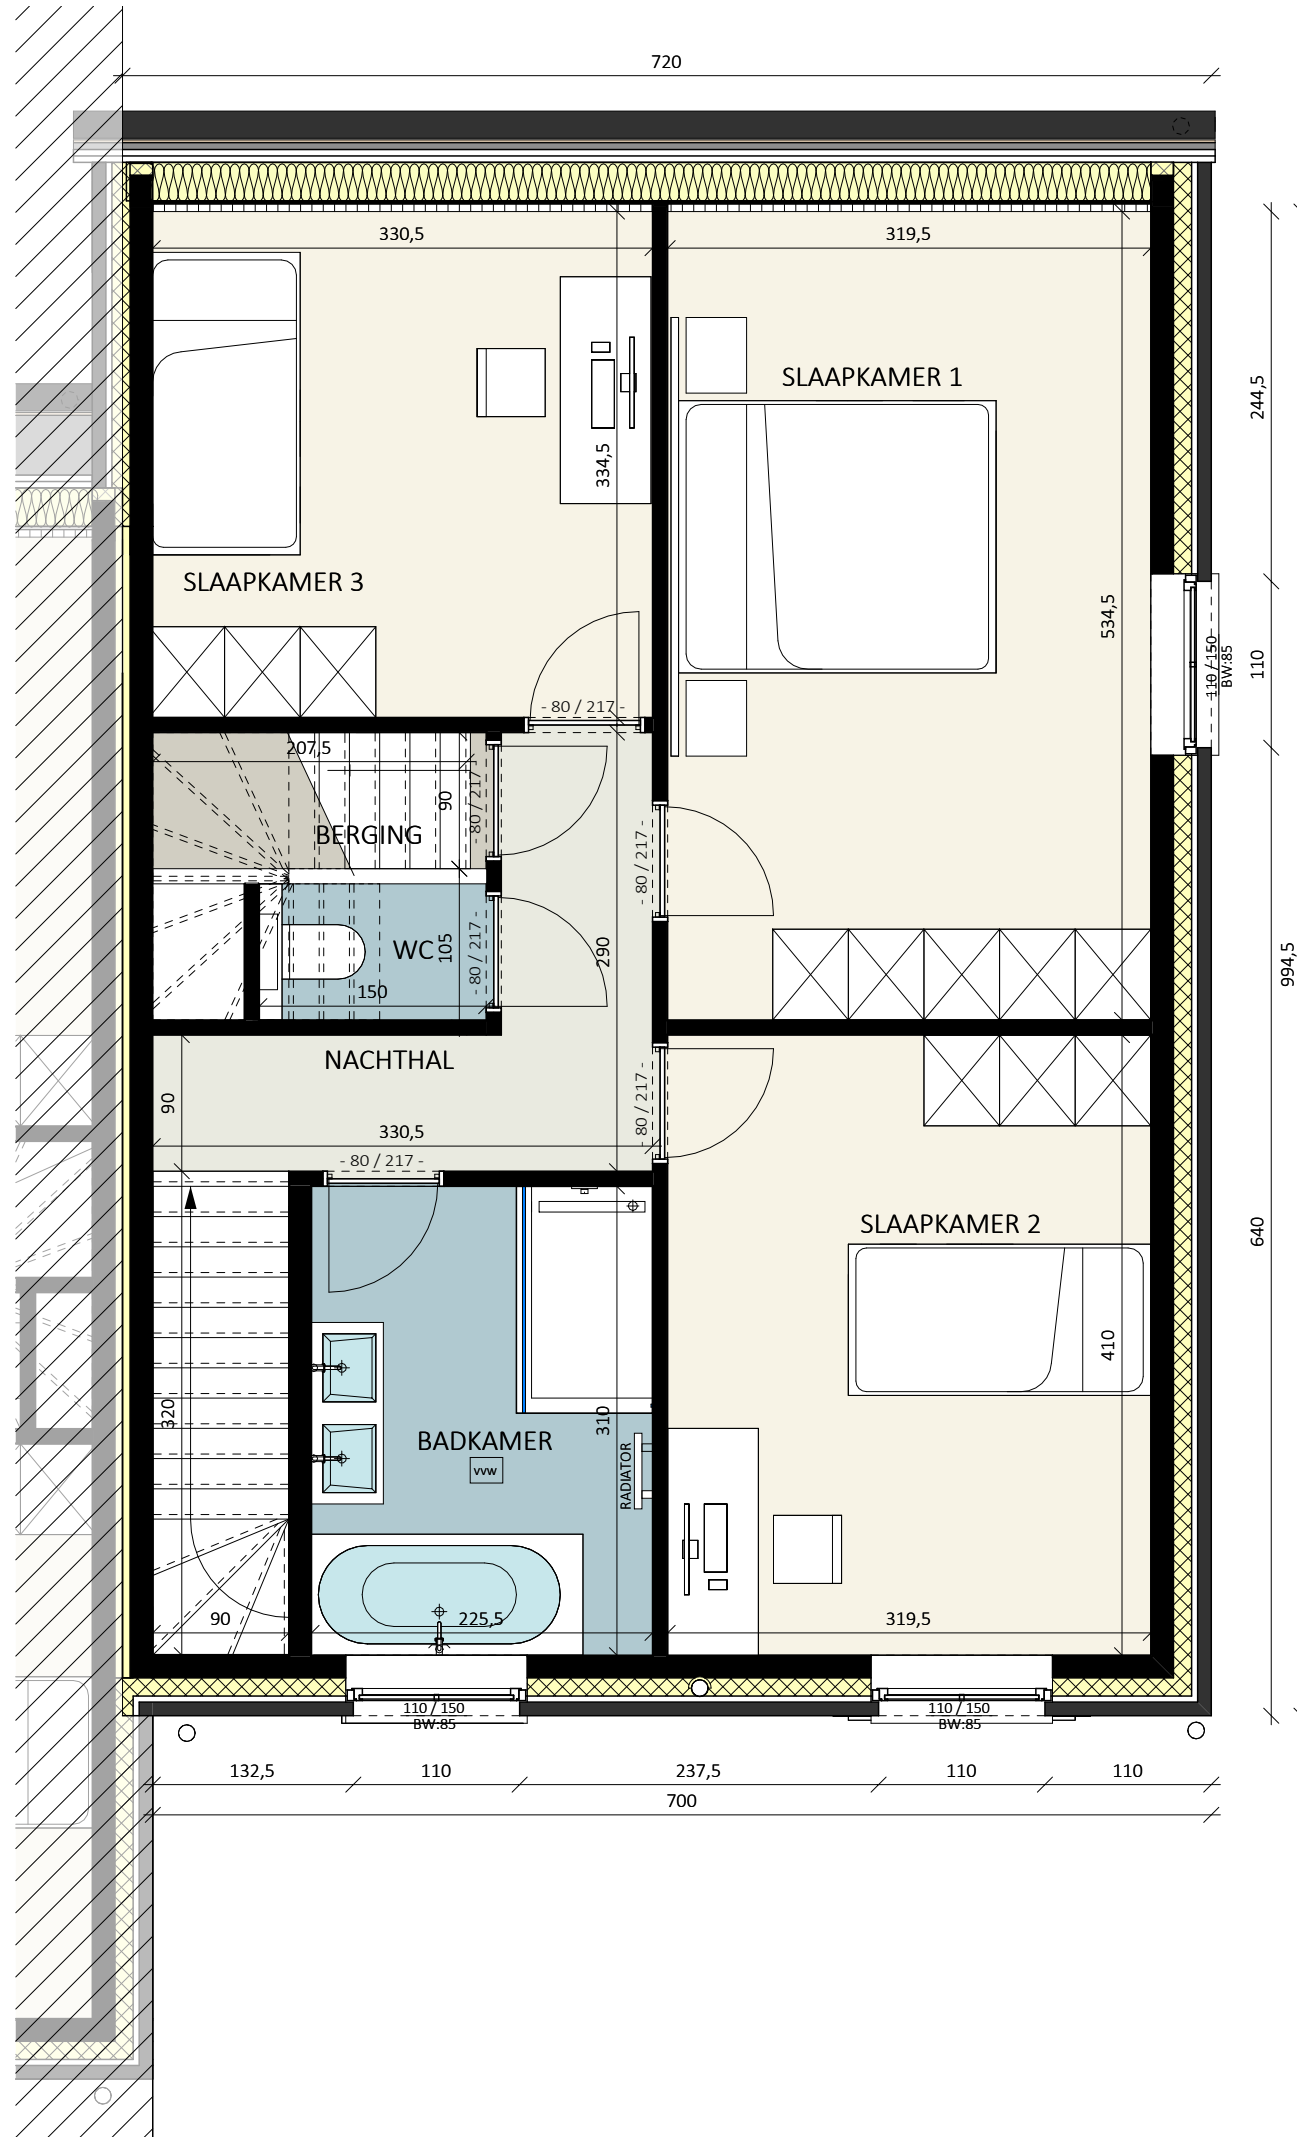 720
330,5
319,5
SLAAPKAMER 1
244,5
334,5
SLAAPKAMER 3
534,5
110 / 150
BW:85
110
- 80 / 217 -
207,5
90
- 80 / 217 -
BERGING
- 80 / 217 -
WC
105
- 80 / 217 -
290
994,5
150
NACHTHAL
90
- 80 / 217 -
330,5
- 80 / 217 -
SLAAPKAMER 2
640
410
320
310
BADKAMER
VVW
RADIATOR
90
225,5
319,5
110 / 150
BW:85
110 / 150
BW:85
132,5
110
237,5
110
110
700